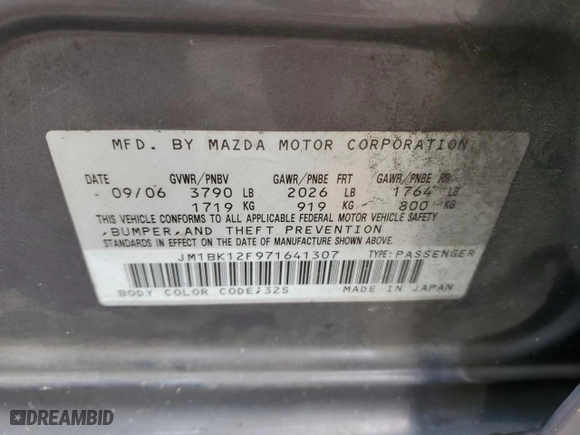 MFD. BY MAZDA MOTOR CORPORATION
DATE GVWR/PNBV GAWR/PNBE FRT GAWR/PNBE RR
09/06 3790 LB 2026 LB 1764 LB
1719 KG 919 KG 800 KG
THIS VEHICLE CONFORMS TO ALL APPLICABLE FEDERAL MOTOR VEHICLE SAFETY
,BUMPER,AND THEFT PREVENTION
STANDARDS IN EFFECT ON THE DATE OF MANUFACTURE SHOWN ABOVE.
JM1BK12F971641307 TYPE:PASSENGER
BODY COLOR CODE;32S MADE IN JAPAN
DREAMBID